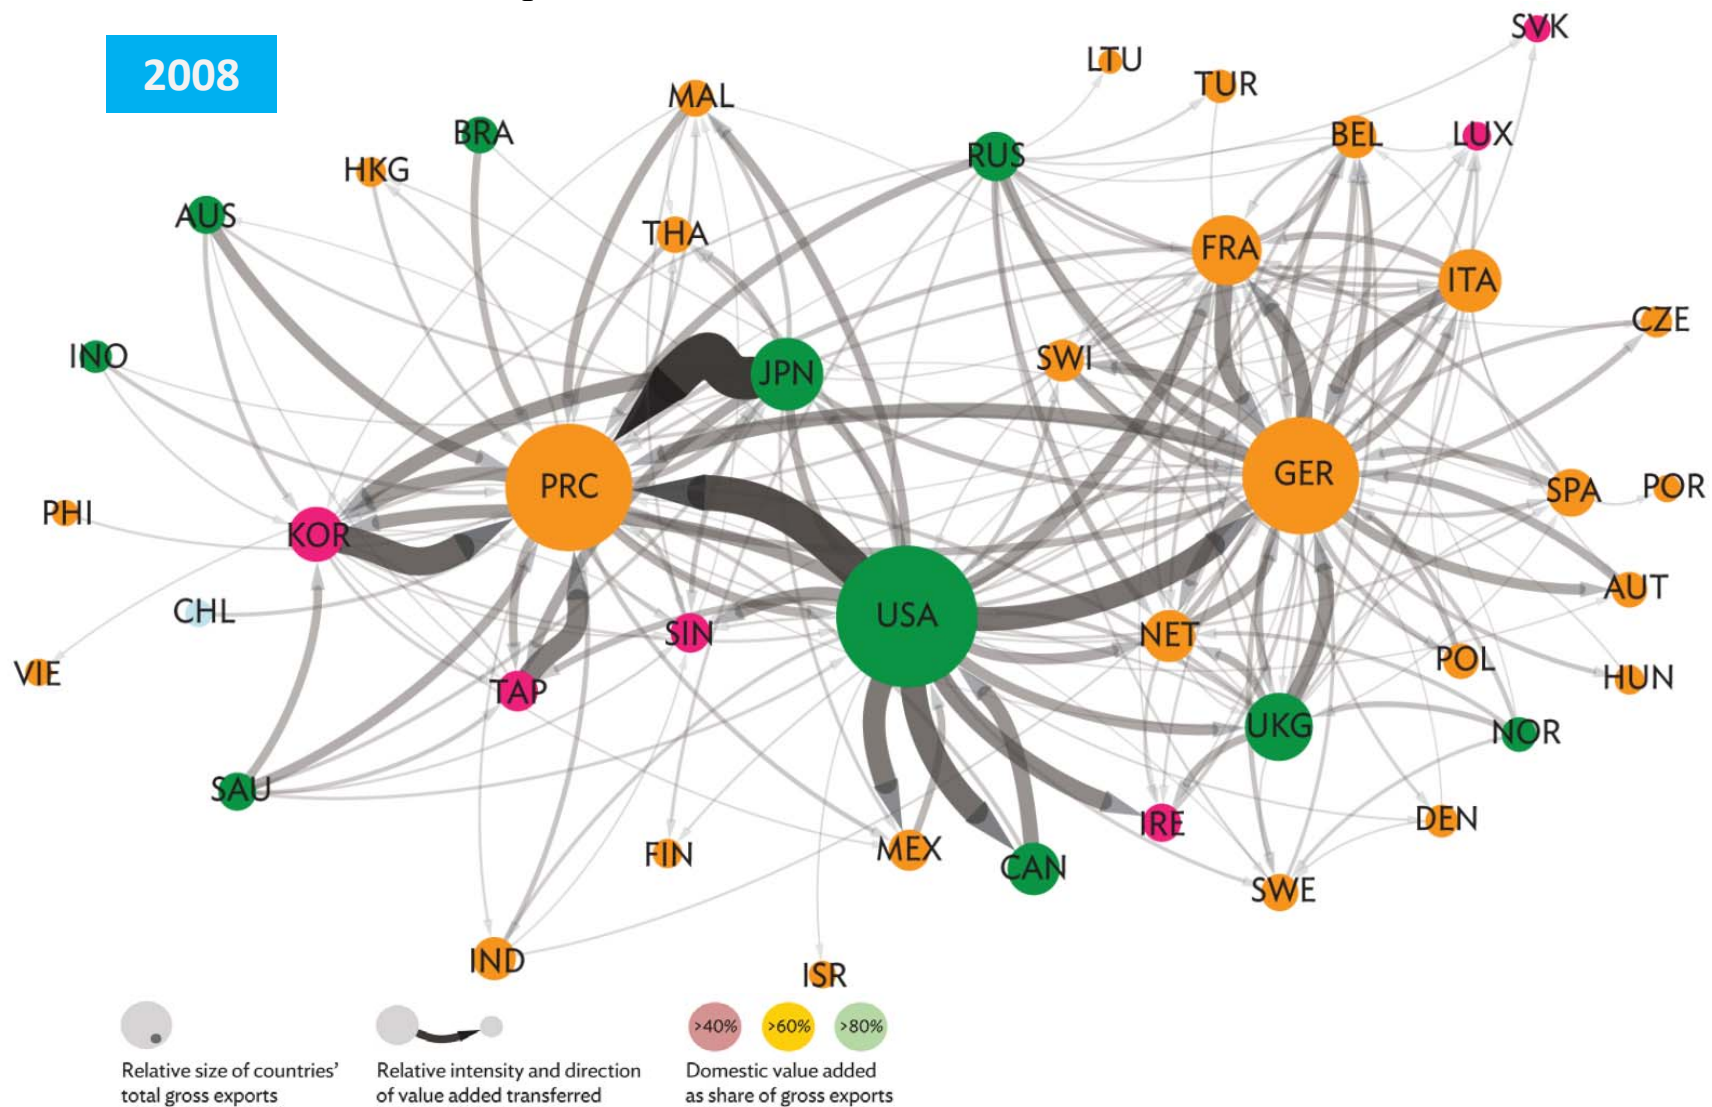 2008
SVK
LTU
TUR
MAL
BRA
RUS
BEL
LUX
HKG
AUS
THA
FRA
ITA
CZE
INO
SWI
JPN
PRC
GER
SPA
POR
PHI
KOR
CHL
USA
AUT
SIN
NET
POL
HUN
VIE
TAP
UKG
NOR
SAU
IRE
DEN
FIN
MEX
CAN
SWE
IND
ISR
>40% >60% >80%
Relative size of countries’
total gross exports
Relative intensity and direction
of value added transferred
Domestic value added
as share of gross exports